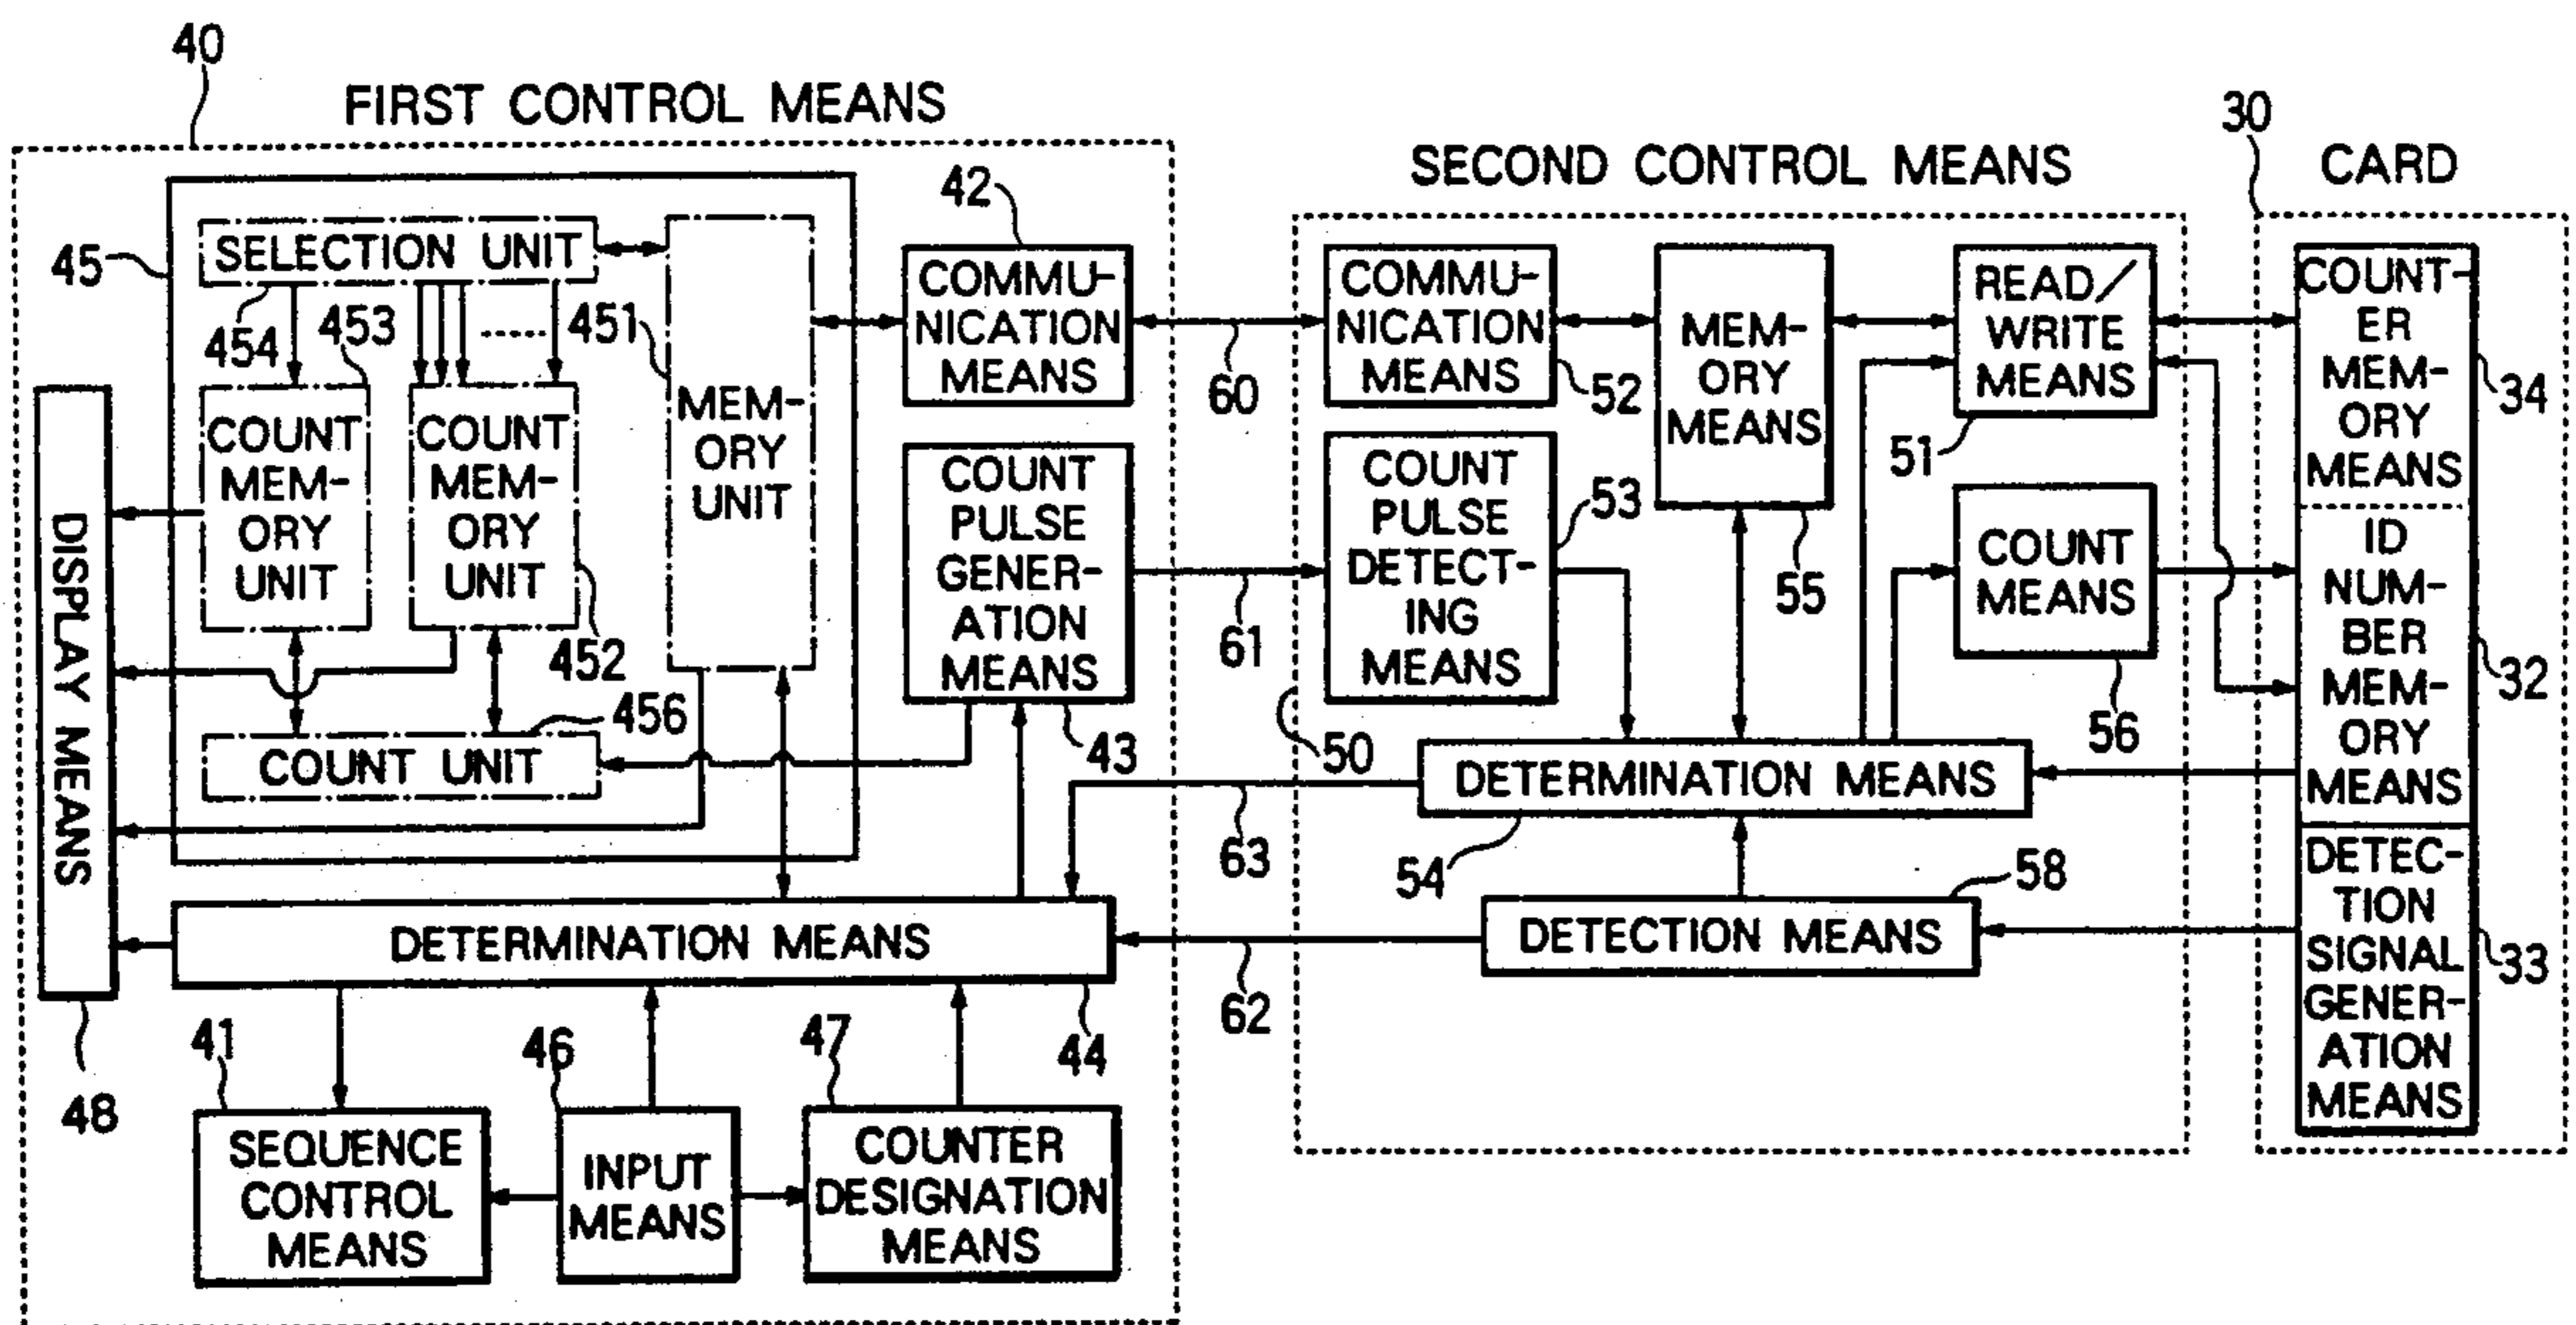 40
FIRST CONTROL MEANS
45
SELECTION UNIT
454
453
451
COUNT
MEM-
ORY
UNIT
COUNT
MEM-
ORY
UNIT
452
MEM-
ORY
UNIT
456
COUNT UNIT
DISPLAY MEANS
48
42
COMMU-
NICATION
MEANS
COUNT
PULSE
GENER-
ATION
MEANS
43
DETERMINATION MEANS
44
41
SEQUENCE
CONTROL
MEANS
46
INPUT
MEANS
47
COUNTER
DESIGNATION
MEANS
60
61
63
62
SECOND CONTROL MEANS
50
COMMU-
NICATION
MEANS
52
COUNT
PULSE
DETECT-
ING
MEANS
53
MEM-
ORY
MEANS
55
READ/
WRITE
MEANS
51
COUNT
MEANS
56
DETERMINATION MEANS
54
58
DETECTION MEANS
30
CARD
COUNT-
ER
MEM-
ORY
MEANS
34
ID
NUM-
BER
MEM-
ORY
MEANS
32
DETEC-
TION
SIGNAL
GENER-
ATION
MEANS
33